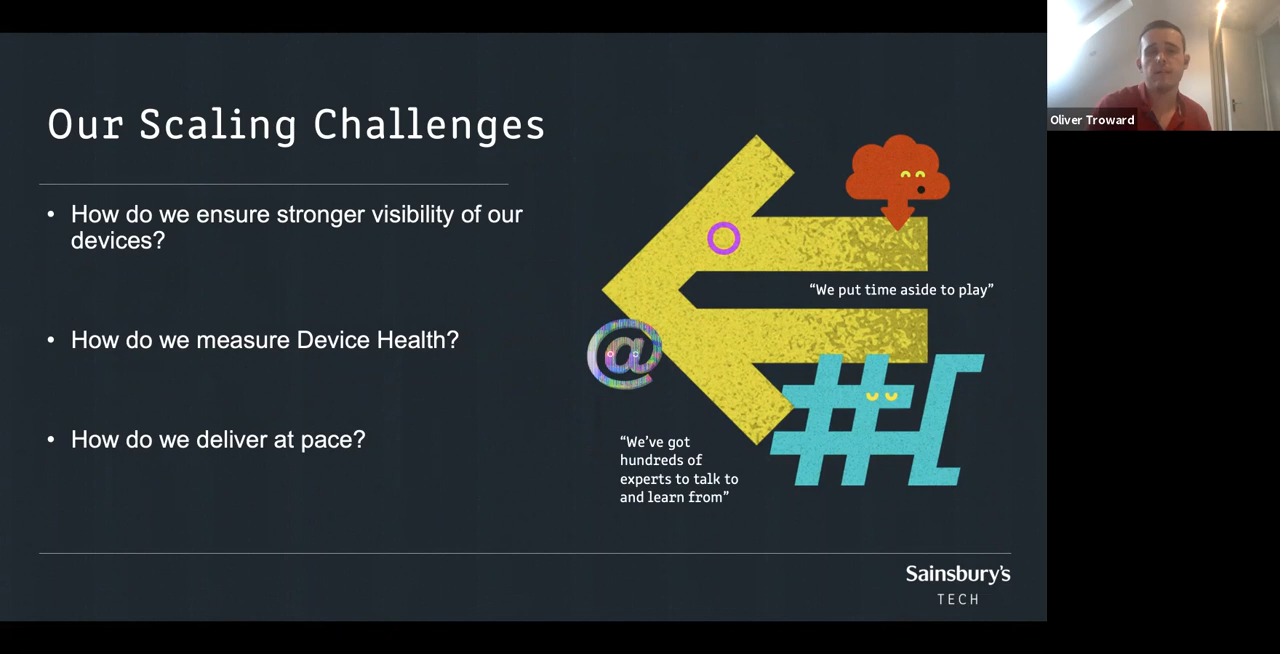 Our Scaling Challenges
• How do we ensure stronger visibility of our
devices?
• How do we measure Device Health?
• How do we deliver at pace?
“We put time aside to play”
@
#[
“We’ve got
hundreds of
experts to talk to
and learn from”
Sainsbury’s
TECH
Oliver Troward